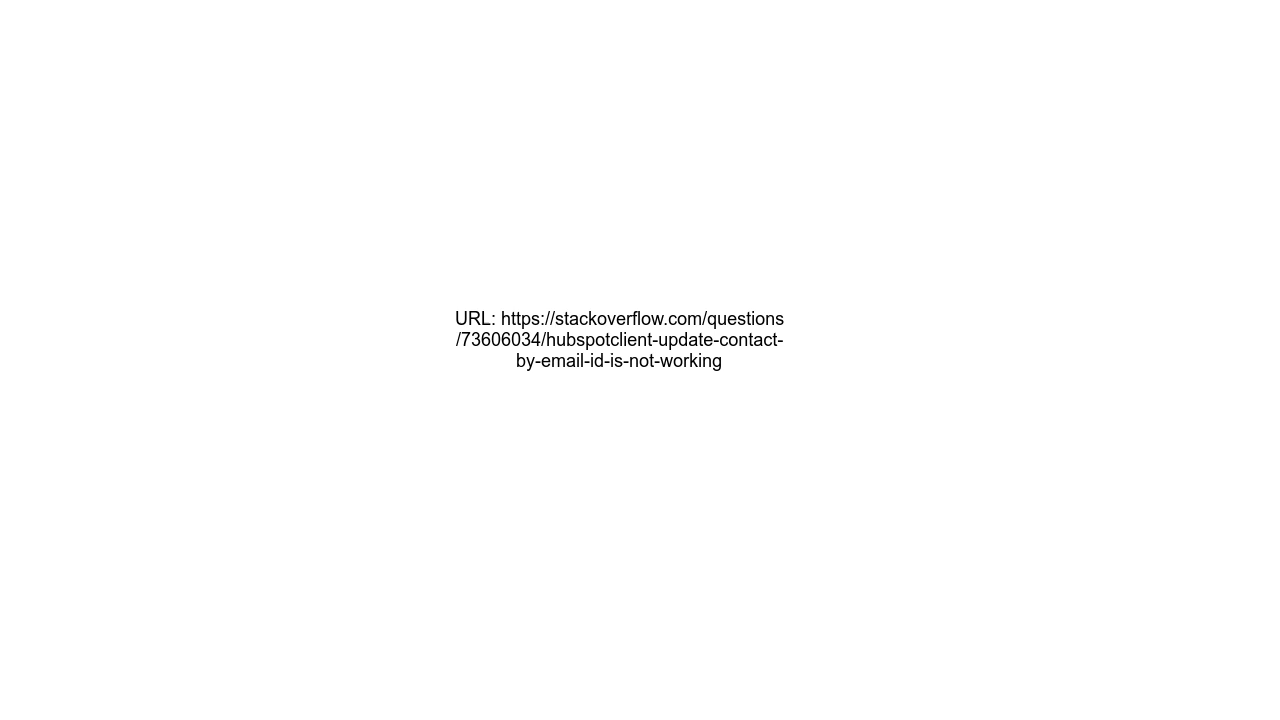 URL: https://stackoverflow.com/questions
/73606034/hubspotclient-update-contact-
by-email-id-is-not-working